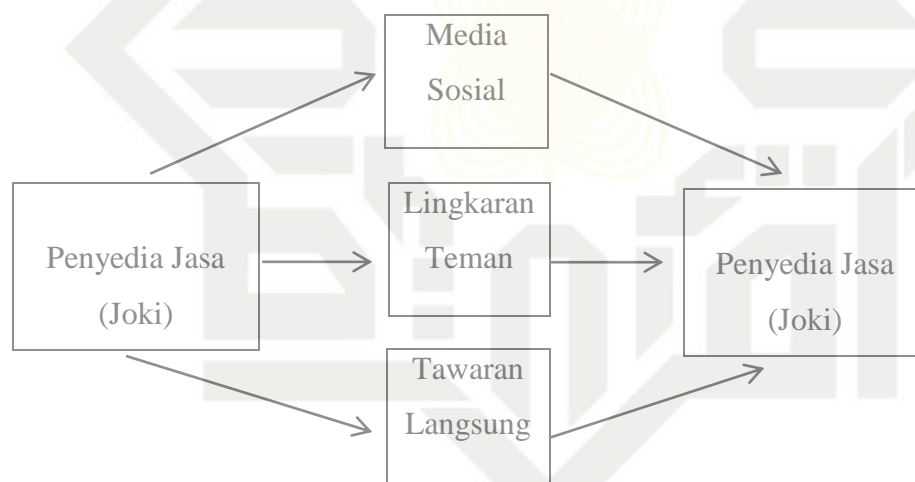 Media
Sosial
Penyedia Jasa
(Joki)
Lingkaran
Teman
Penyedia Jasa
(Joki)
Tawaran
Langsung